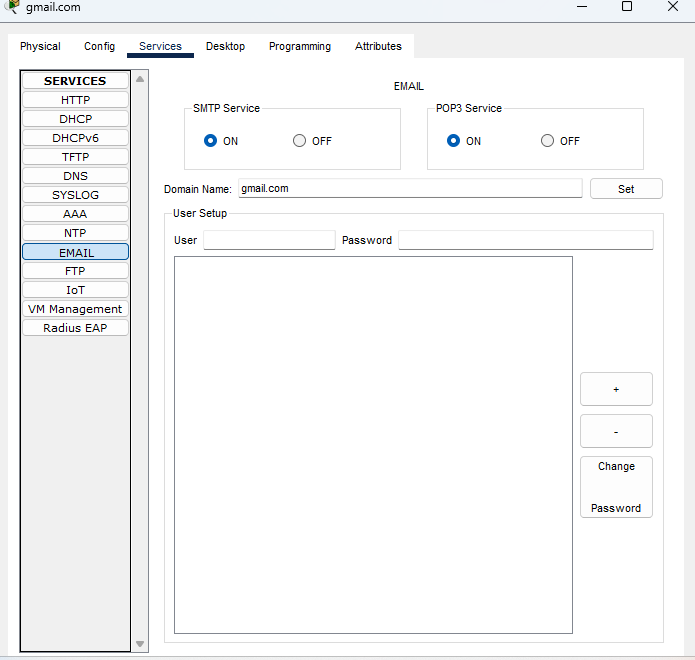 gmail.com
Physical Config Services Desktop Programming Attributes
SERVICES
HTTP
DHCP
DHCPv6
TFTP
DNS
SYSLOG
AAA
NTP
EMAIL
FTP
IoT
VM Management
Radius EAP
EMAIL
SMTP Service
ON OFF
POP3 Service
ON OFF
Domain Name: gmail.com Set
User Setup
User Password
+
-
Change
Password